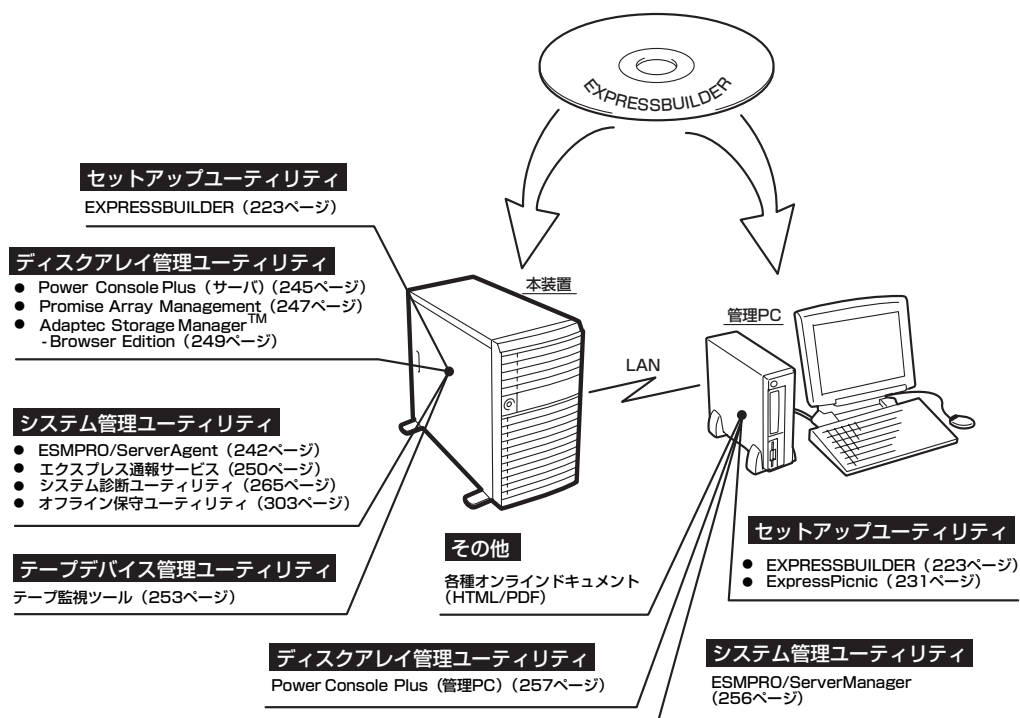 EXPRESSBUILDER
セットアップユーティリティ
EXPRESSBUILDER（223ページ）
ディスクアレイ管理ユーティリティ
● Power Console Plus（サーバ）（245ページ）
● Promise Array Management（247ページ）
● Adaptec Storage Manager™
- Browser Edition（249ページ）
システム管理ユーティリティ
● ESMPRO/ServerAgent（242ページ）
● エクスプレス通報サービス（250ページ）
● システム診断ユーティリティ（265ページ）
● オフライン保守ユーティリティ（303ページ）
テープデバイス管理ユーティリティ
テープ監視ツール（253ページ）
本装置
LAN
管理PC
その他
各種オンラインドキュメント
（HTML/PDF）
セットアップユーティリティ
● EXPRESSBUILDER（223ページ）
● ExpressPicnic（231ページ）
ディスクアレイ管理ユーティリティ
Power Console Plus（管理PC）（257ページ）
システム管理ユーティリティ
ESMPRO/ServerManager
（256ページ）